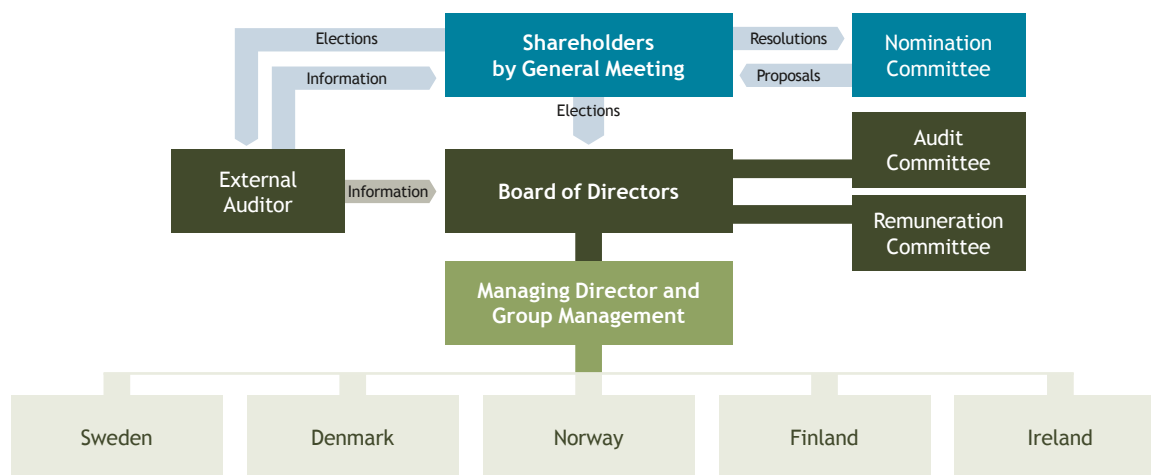 Elections
Shareholders
by General Meeting
Resolutions
Nomination
Committee
Information
Proposals
Elections
Audit
Committee
External
Auditor
Information
Board of Directors
Remuneration
Committee
Managing Director and
Group Management
Sweden
Denmark
Norway
Finland
Ireland